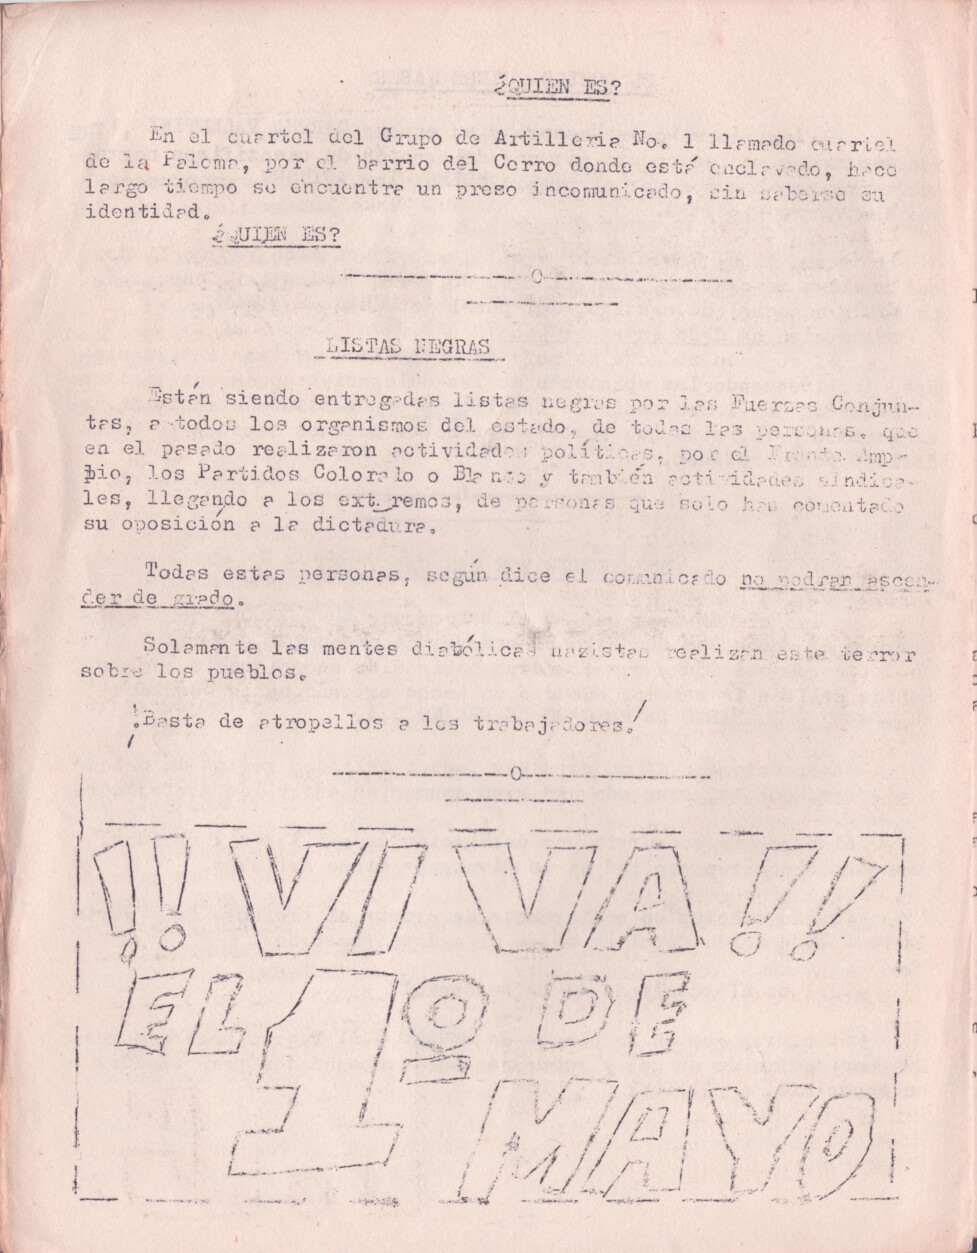 ¿QUIEN ES?
En el cuartel del Grupo de Artilleria No. 1 llamado cuartel
de la Paloma, por el barrio del Cerro donde está enclavado, hace
largo tiempo se encuentra un preso incomunicado, sin saberse su
identidad.
¿QUIEN ES?
LISTAS NEGRAS
Están siendo entregadas listas negras por las Fuerzas Conjun-
tas, a todos los organismos del estado, de todas las personas, que
en el pasado realizaron actividades políticas, por el Frente Amp-
bio, los Partidos Colorado o Blanco y también actividades sindica-
les, llegando a los ext_remos, de personas que solo han comentado
su oposición a la dictadura.
Todas estas personas, según dice el comunicado no podran ascen-
der de grado.
Solamante las mentes diabólicas nazistas realizan este terror
sobre los pueblos.
¡Basta de atropellos a los trabajadores!
!!VIVA!!
EL 1º DE
MAYO